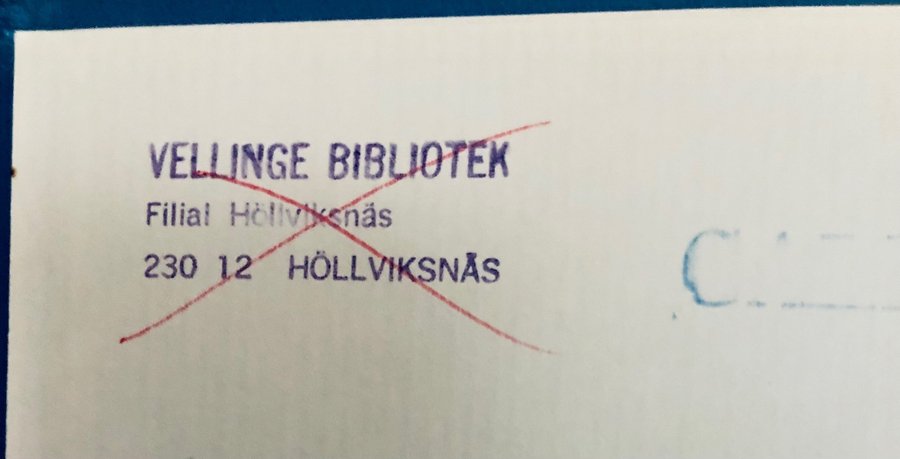 VELLINGE BIBLIOTEK
Filial Höllviksnäs
230 12 HÖLLVIKSNÄS